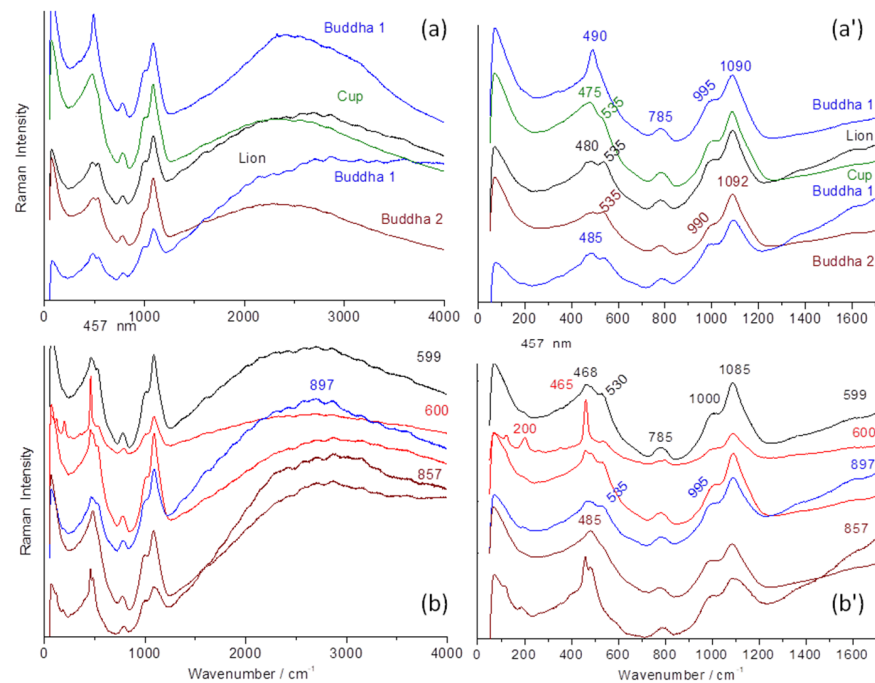 (a)
Buddha 1
Cup
Lion
Buddha 1
Buddha 2
Raman Intensity
0 1000 2000 3000 4000
457 nm
(a')
490
1090
475
535
785
995
Buddha 1
Lion
480
535
Cup
1092
Buddha 1
535
990
485
Buddha 2
0 200 400 600 800 1000 1200 1400 1600
457 nm
599
897
600
857
Raman Intensity
(b)
0 1000 2000 3000 4000
Wavenumber / cm-1
465
468
530
1085
1000
599
200
785
600
535
995
897
485
857
(b')
0 200 400 600 800 1000 1200 1400 1600
Wavenumber / cm-1